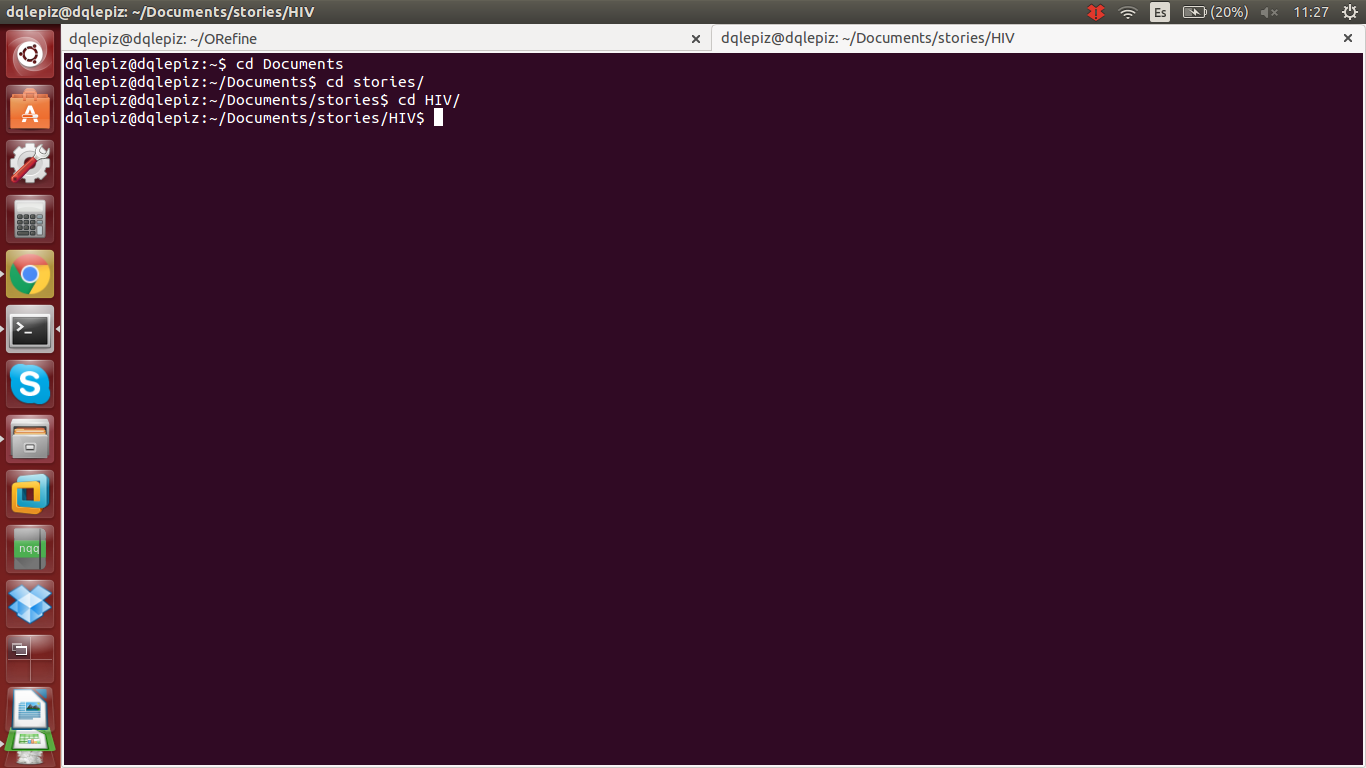 dqlepiz@dqlepiz: ~/Documents/stories/HIV
Es
(20%)
11:27
dqlepiz@dqlepiz: ~/ORefine
dqlepiz@dqlepiz: ~/Documents/stories/HIV
dqlepiz@dqlepiz:~$ cd Documents
dqlepiz@dqlepiz:~/Documents$ cd stories/
dqlepiz@dqlepiz:~/Documents/stories$ cd HIV/
dqlepiz@dqlepiz:~/Documents/stories/HIV$
A
>_
S
nqq